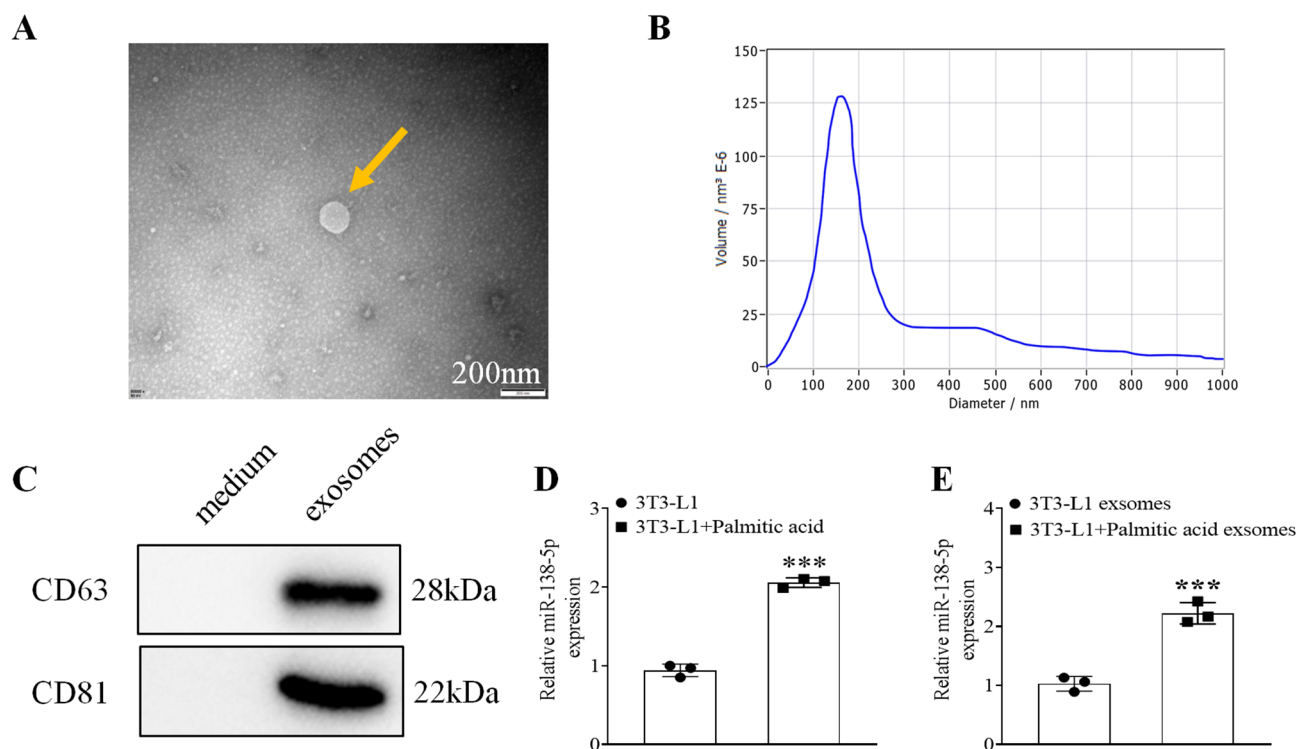 A
200nm
B
150
125
100
75
50
25
0
Volume / nm³ E-6
0 100 200 300 400 500 600 700 800 900 1000
Diameter / nm
C
medium
exosomes
CD63
28kDa
CD81
22kDa
D
3T3-L1
3T3-L1+Palmitic acid
Relative miR-138-5p
expression
3
2
1
0
***
E
3T3-L1 exsomes
3T3-L1+Palmitic acid exsomes
Relative miR-138-5p
expression
4
3
2
1
0
***